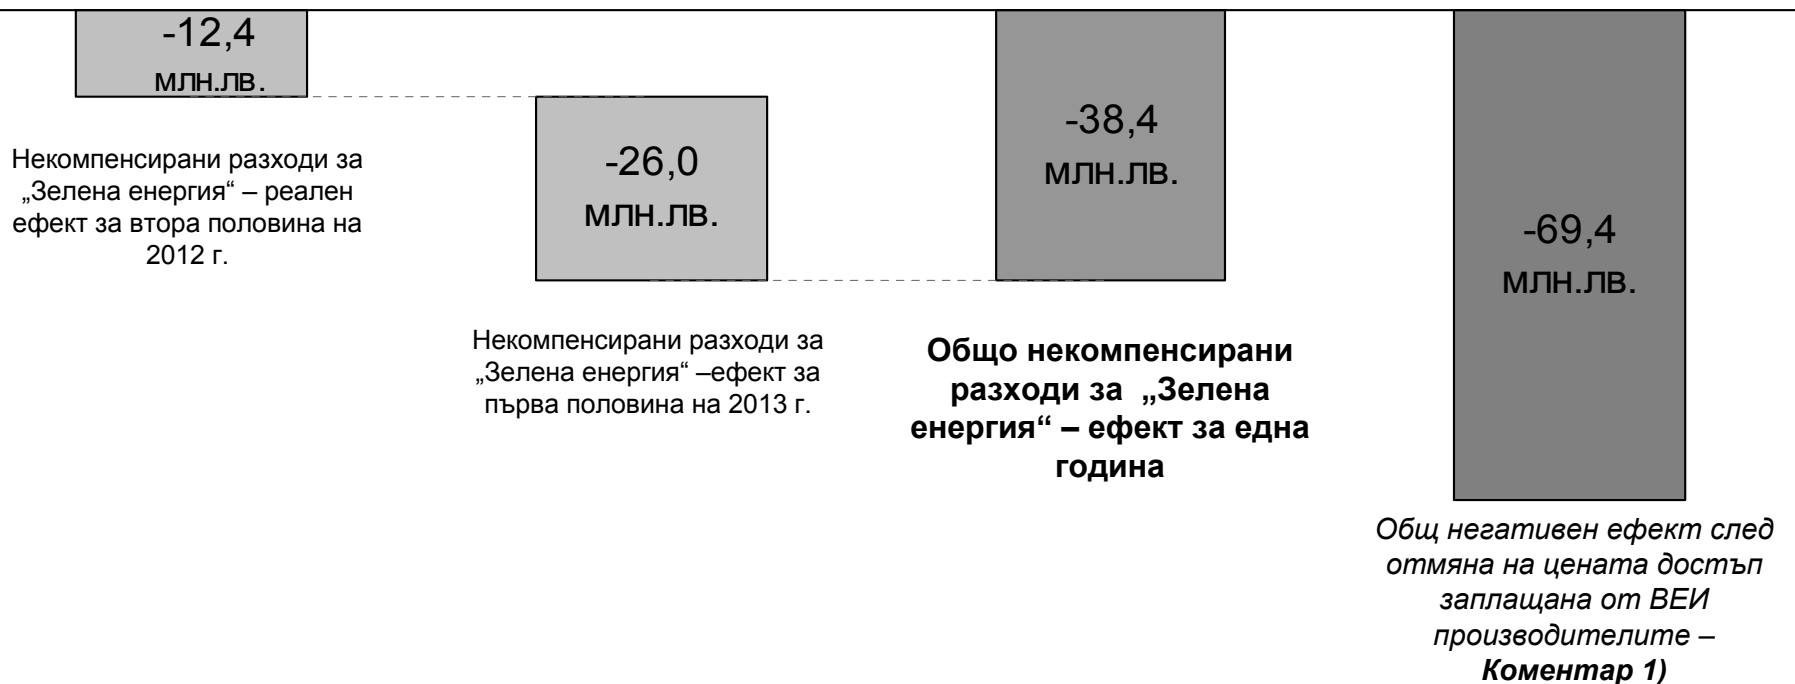 -12,4
млн.лв.
Некомпенсирани разходи за
„Зелена енергия“ – реален
ефект за втора половина на
2012 г.
-26,0
млн.лв.
Некомпенсирани разходи за
„Зелена енергия“ –ефект за
първа половина на 2013 г.
-38,4
млн.лв.
Общо некомпенсирани
разходи за „Зелена
енергия“ – ефект за една
година
-69,4
млн.лв.
Общ негативен ефект след
отмяна на цената достъп
заплащана от ВЕИ
производителите –
Коментар 1)